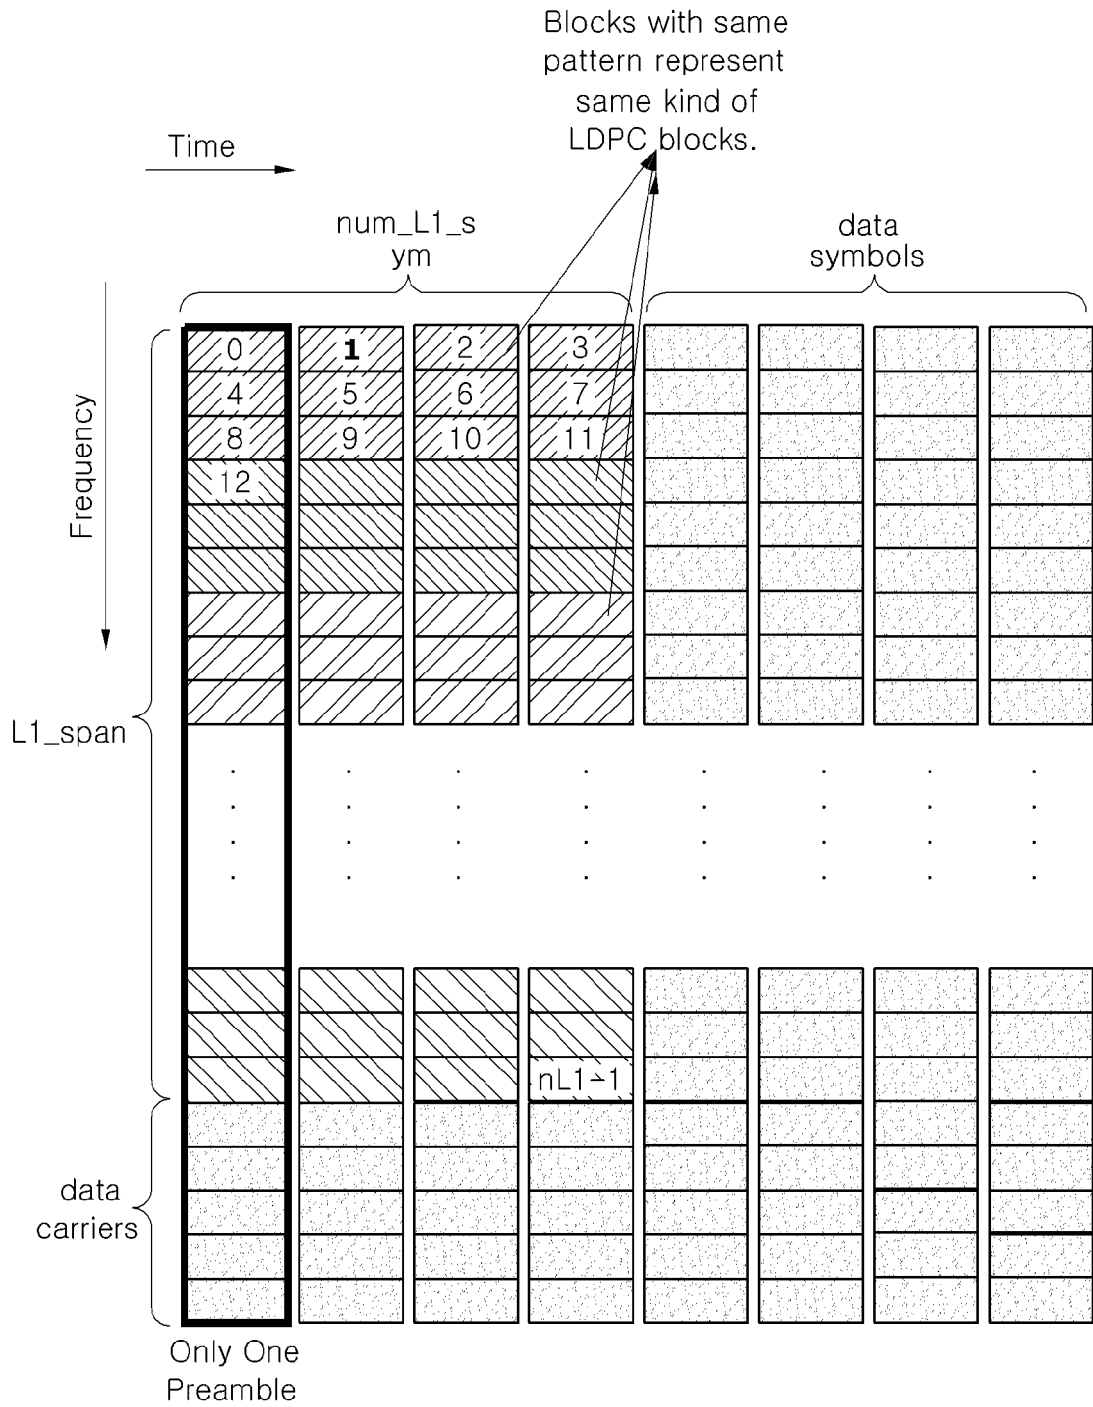 Blocks with same
pattern represent
same kind of
LDPC blocks.
Time
num_L1_s
ym
data
symbols
Frequency
0 1 2 3
4 5 6 7
8 9 10 11
12
L1_span
nL1-1
data
carriers
Only One
Preamble